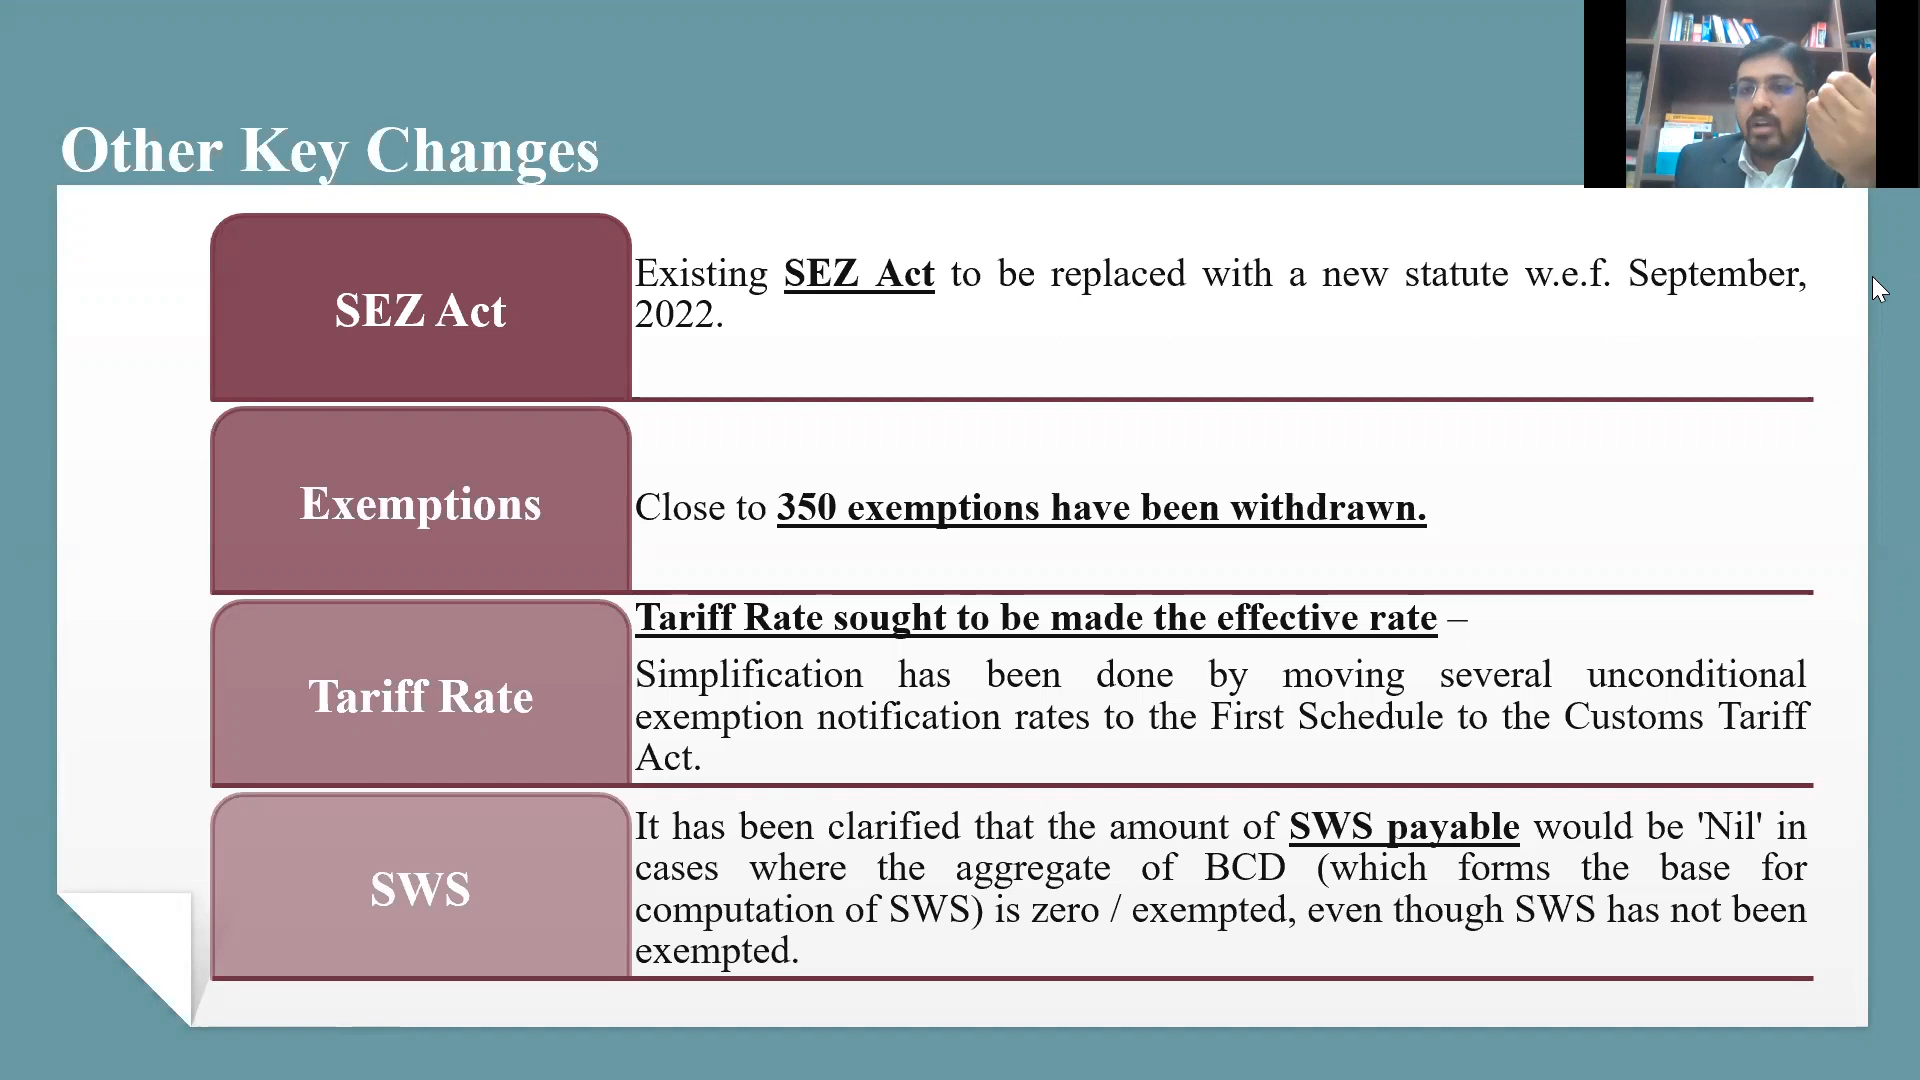 Other Key Changes
SEZ Act
Existing SEZ Act to be replaced with a new statute w.e.f. September,
2022.
Exemptions
Close to 350 exemptions have been withdrawn.
Tariff Rate
Tariff Rate sought to be made the effective rate –
Simplification has been done by moving several unconditional
exemption notification rates to the First Schedule to the Customs Tariff
Act.
SWS
It has been clarified that the amount of SWS payable would be 'Nil' in
cases where the aggregate of BCD (which forms the base for
computation of SWS) is zero / exempted, even though SWS has not been
exempted.